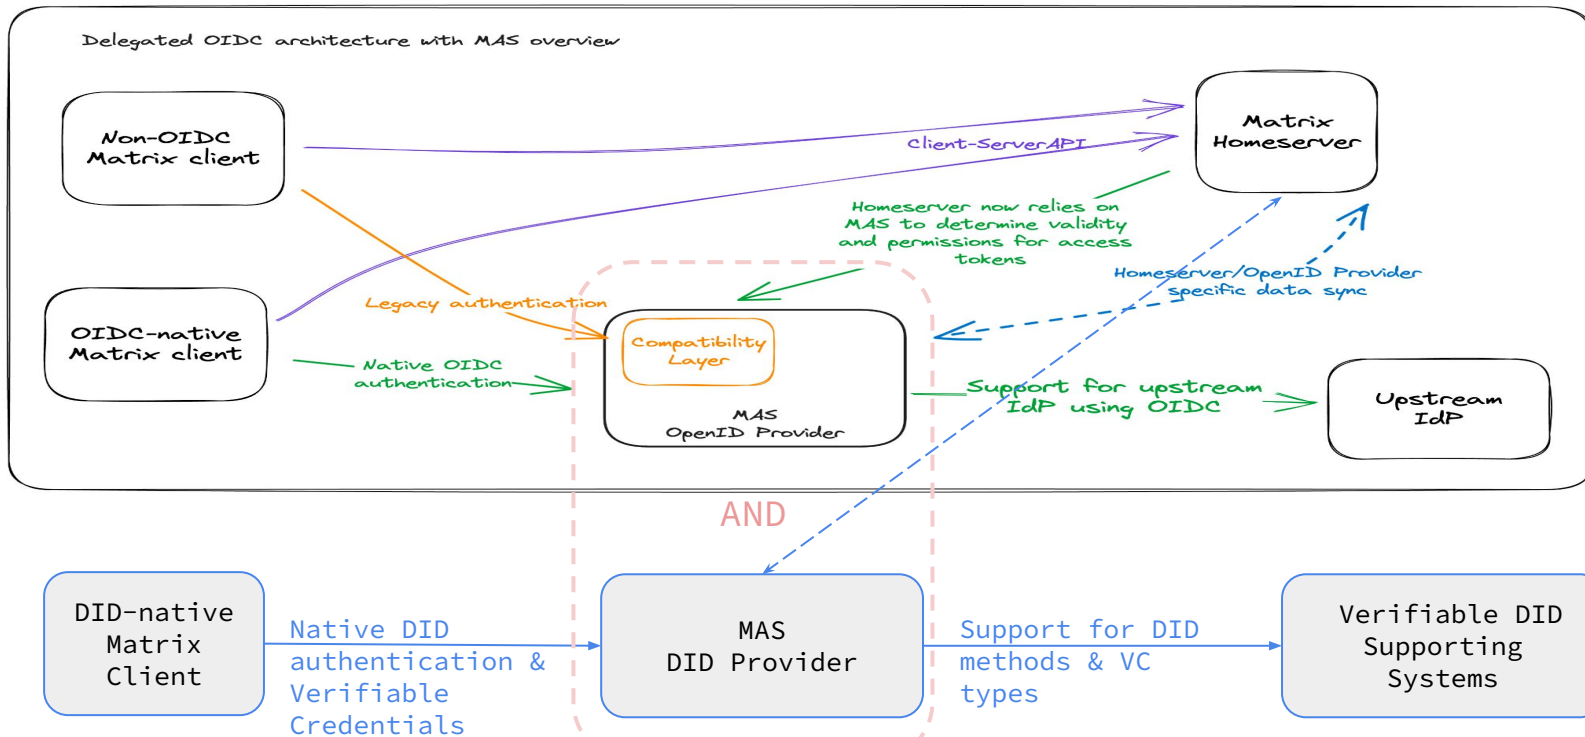 Delegated OIDC architecture with MAS overview
Non-OIDC
Matrix client
Matrix
Homeserver
Client-ServerAPI
Homeserver now relies on
MAS to determine validity
and permissions for access
tokens
Homeserver/OpenID Provider
specific data sync
Legacy authentication
OIDC-native
Matrix client
Native OIDC
authentication
Compatibility
Layer
MAS
OpenID Provider
Support for upstream
IdP using OIDC
Upstream
IdP
AND
DID-native
Matrix
Client
Native DID
authentication &
Verifiable
Credentials
MAS
DID Provider
Support for DID
methods & VC
types
Verifiable DID
Supporting
Systems